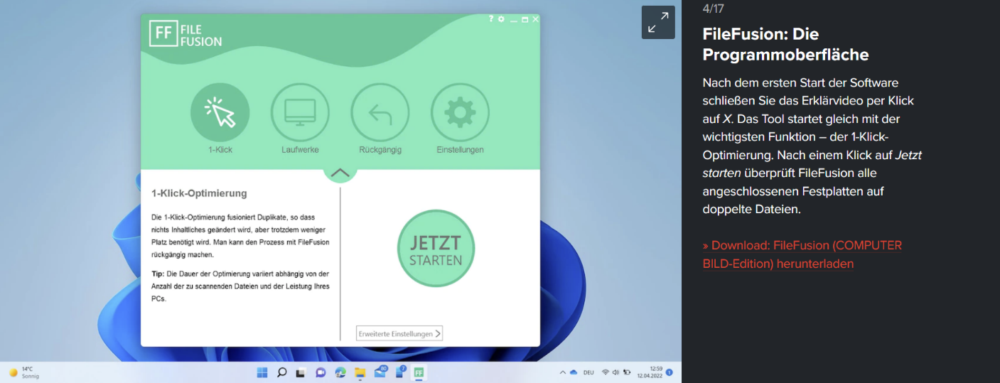 FF FILE
FUSION
?
1-Klick
Laufwerke
Rückgängig
Einstellungen
1-Klick-Optimierung
Die 1-Klick-Optimierung fusioniert Duplikate, so dass
nichts Inhaltliches geändert wird, aber trotzdem weniger
Platz benötigt wird. Man kann den Prozess mit FileFusion
rückgängig machen.
Tip: Die Dauer der Optimierung variiert abhängig von der
Anzahl der zu scannenden Dateien und der Leistung Ihres
PCs.
JETZT
STARTEN
Erweiterte Einstellungen
14°C
Sonnig
80
7
FF
DEU
12:59
12.04.2022
1
4/17
FileFusion: Die
Programmoberfläche
Nach dem ersten Start der Software
schließen Sie das Erklärvideo per Klick
auf X. Das Tool startet gleich mit der
wichtigsten Funktion – der 1-Klick-
Optimierung. Nach einem Klick auf Jetzt
starten überprüft FileFusion alle
angeschlossenen Festplatten auf
doppelte Dateien.
» Download: FileFusion (COMPUTER
BILD-Edition) herunterladen